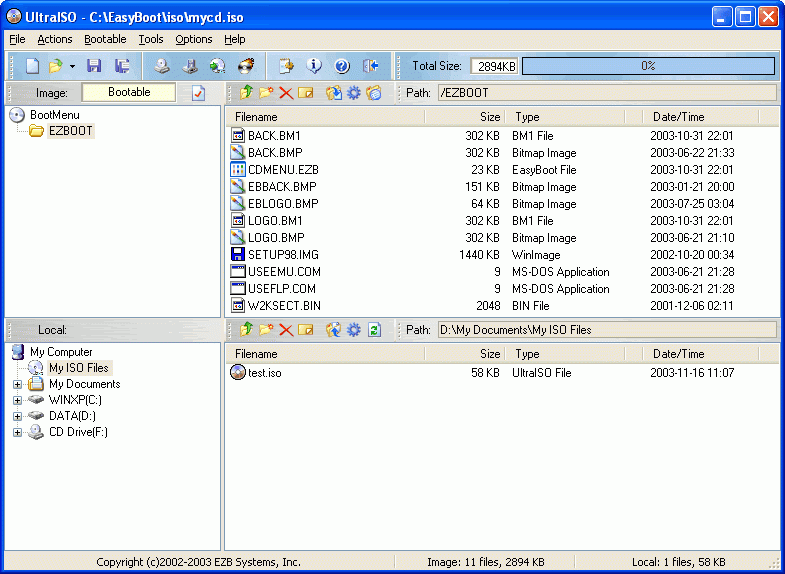 UltraISO - C:\EasyBoot\iso\mycd.iso
File Actions Bootable Tools Options Help
Total Size: 2894KB 0%
Image: Bootable Path: /EZBOOT
BootMenu
EZBOOT
Filename Size Type Date/Time
BACK.BM1 302 KB BM1 File 2003-10-31 22:01
BACK.BMP 302 KB Bitmap Image 2003-06-22 21:33
CDMENU.EZB 23 KB EasyBoot File 2003-10-31 22:01
EBBACK.BMP 151 KB Bitmap Image 2003-01-21 20:00
EBLOGO.BMP 64 KB Bitmap Image 2003-07-25 03:04
LOGO.BM1 302 KB BM1 File 2003-10-31 22:01
LOGO.BMP 302 KB Bitmap Image 2003-06-21 21:10
SETUP98.IMG 1440 KB WinImage 2002-10-20 00:34
USEEMU.COM 9 MS-DOS Application 2003-06-21 21:28
USEFLP.COM 9 MS-DOS Application 2003-06-21 21:28
W2KSECT.BIN 2048 BIN File 2001-12-06 02:11
Local: Path: D:\My Documents\My ISO Files
My Computer
My ISO Files
My Documents
WINXP(C:)
DATA(D:)
CD Drive(F:)
Filename Size Type Date/Time
test.iso 58 KB UltraISO File 2003-11-16 11:07
Copyright (c)2002-2003 EZB Systems, Inc. Image: 11 files, 2894 KB Local: 1 files, 58 KB